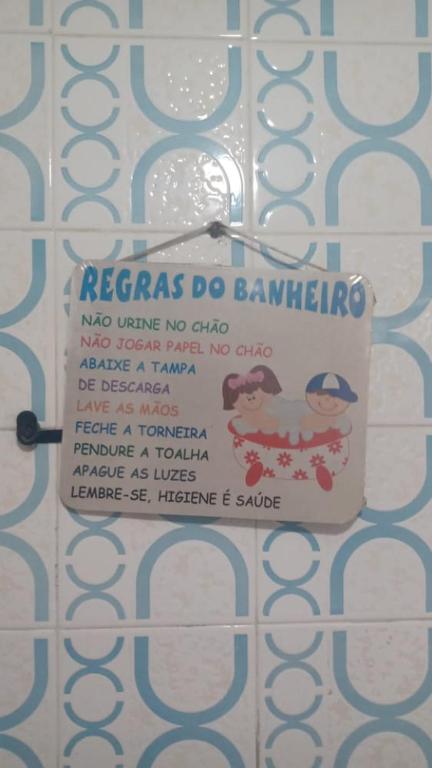 REGRAS DO BANHEIRO
NÃO URINE NO CHÃO
NÃO JOGAR PAPEL NO CHÃO
ABAIXE A TAMPA
DE DESCARGA
LAVE AS MÃOS
FECHE A TORNEIRA
PENDURE A TOALHA
APAGUE AS LUZES
LEMBRE-SE, HIGIENE É SAÚDE